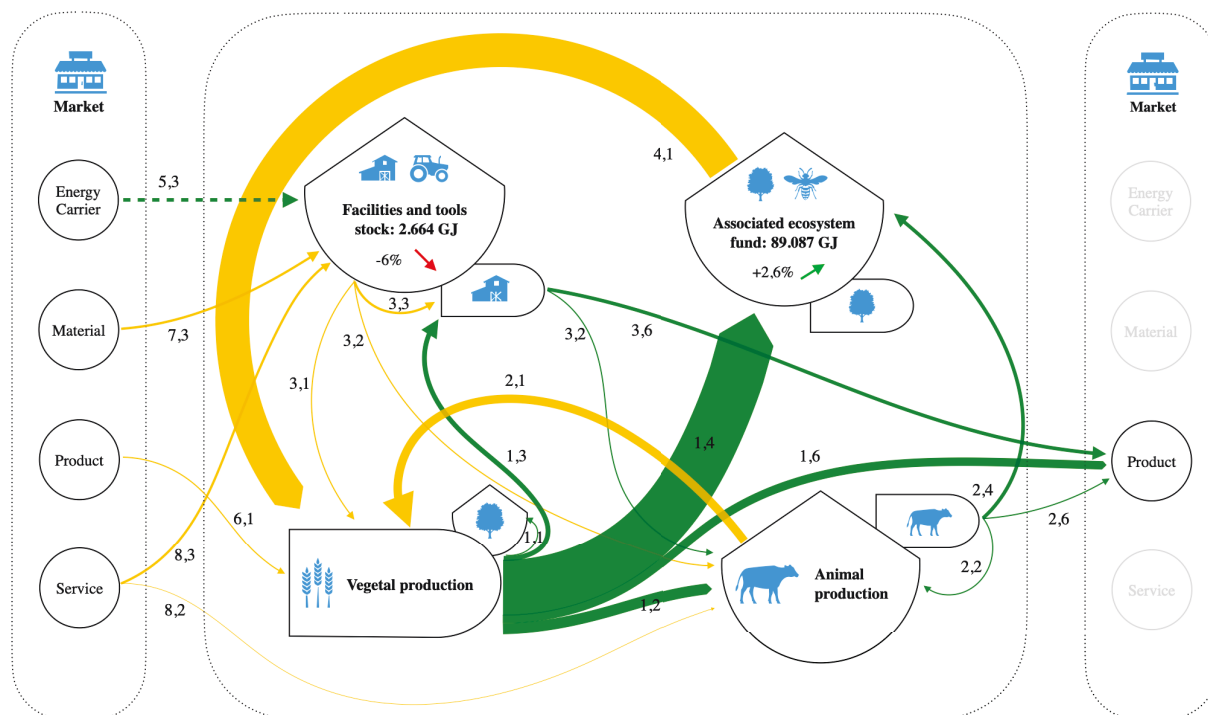 Market
Energy
Carrier
Material
Product
Service
5,3
7,3
6,1
8,3
8,2
Facilities and tools
stock: 2.664 GJ
-6%
3,3
3,2
3,1
4,1
Associated ecosystem
fund: 89.087 GJ
+2,6%
3,2
3,6
2,1
1,3
1,4
1,6
1,1
1,2
Vegetal production
Animal
production
2,4
2,6
2,2
Market
Energy
Carrier
Material
Product
Service